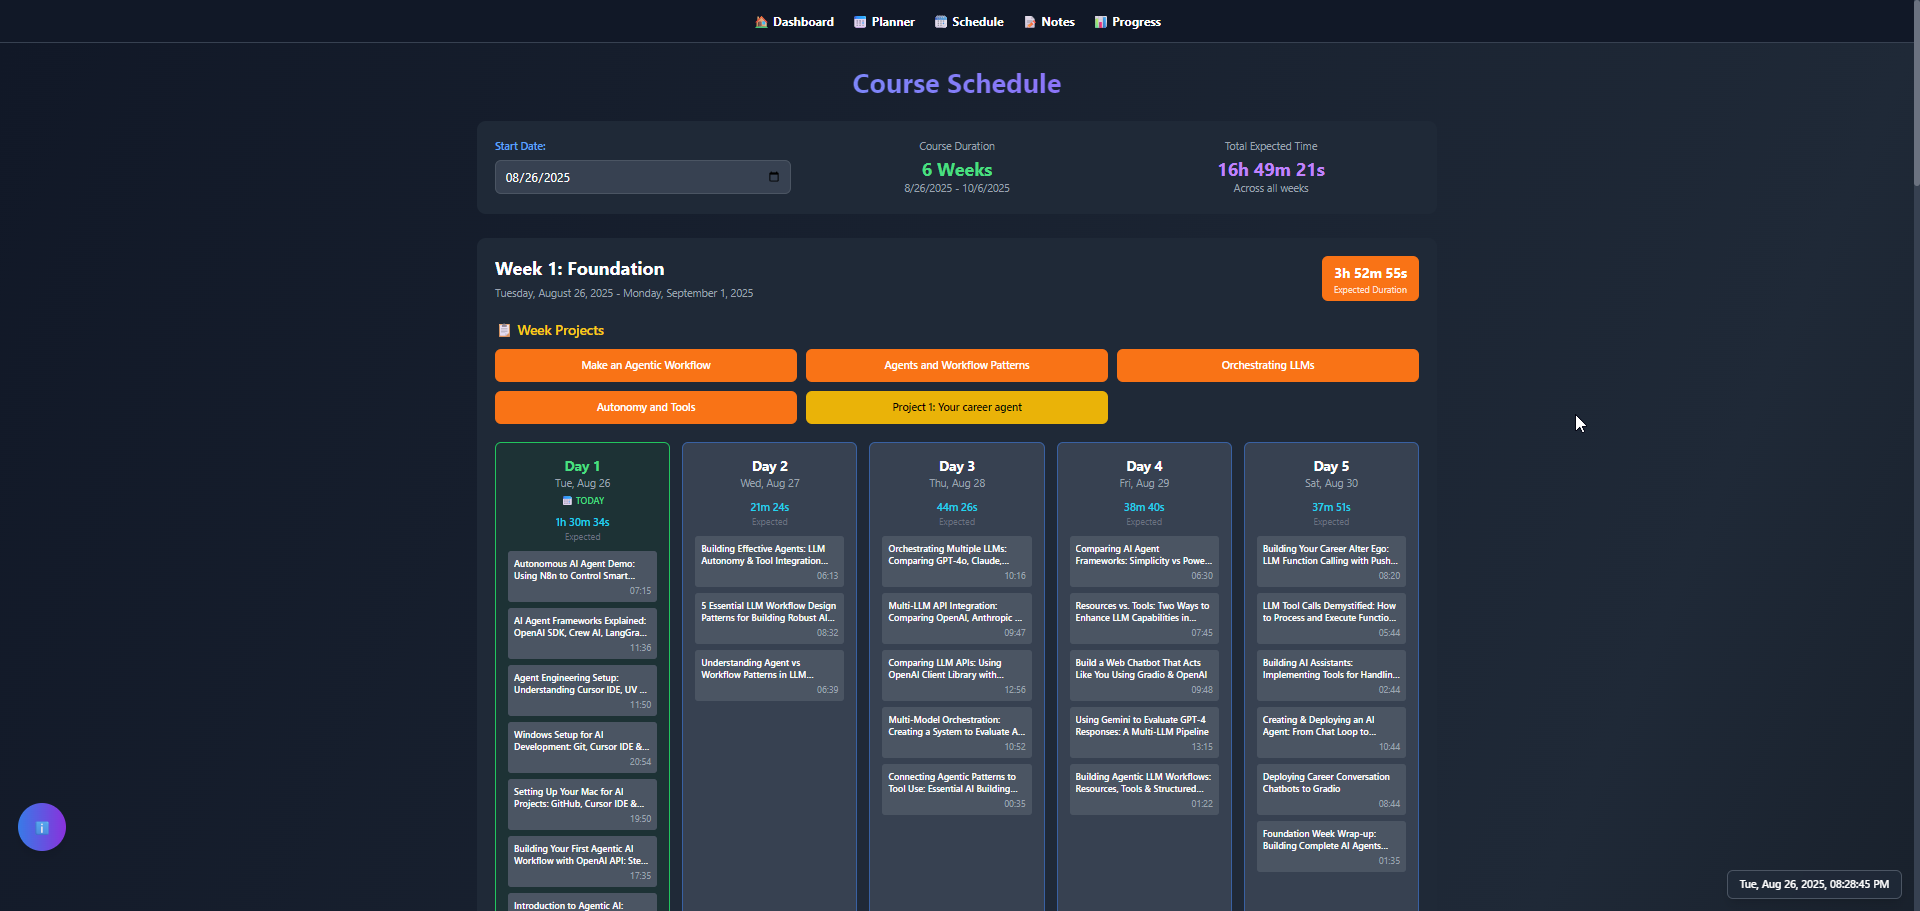 Dashboard Planner Schedule Notes Progress
Course Schedule
Start Date:
08/26/2025
Course Duration
6 Weeks
8/26/2025 - 10/6/2025
Total Expected Time
16h 49m 21s
Across all weeks
Week 1: Foundation
Tuesday, August 26, 2025 - Monday, September 1, 2025
3h 52m 55s
Expected Duration
Week Projects
Make an Agentic Workflow
Agents and Workflow Patterns
Orchestrating LLMs
Autonomy and Tools
Project 1: Your career agent
Day 1
Tue, Aug 26
TODAY
1h 30m 34s
Expected
Autonomous AI Agent Demo:
Using N8n to Control Smart...
07:15
AI Agent Frameworks Explained:
OpenAI SDK, Crew AI, LangGra...
11:36
Agent Engineering Setup:
Understanding Cursor IDE, UV ...
11:50
Windows Setup for AI
Development: Git, Cursor IDE &...
20:54
Setting Up Your Mac for AI
Projects: GitHub, Cursor IDE &...
19:50
Building Your First Agentic AI
Workflow with OpenAI API: Ste...
17:35
Introduction to Agentic AI:
Day 2
Wed, Aug 27
21m 24s
Expected
Building Effective Agents: LLM
Autonomy & Tool Integration...
06:13
5 Essential LLM Workflow Design
Patterns for Building Robust AI...
08:32
Understanding Agent vs
Workflow Patterns in LLM...
06:39
Day 3
Thu, Aug 28
44m 26s
Expected
Orchestrating Multiple LLMs:
Comparing GPT-4o, Claude,...
10:16
Multi-LLM API Integration:
Comparing OpenAI, Anthropic ...
09:47
Comparing LLM APIs: Using
OpenAI Client Library with...
12:56
Multi-Model Orchestration:
Creating a System to Evaluate A...
10:52
Connecting Agentic Patterns to
Tool Use: Essential AI Building...
00:35
Day 4
Fri, Aug 29
38m 40s
Expected
Comparing AI Agent
Frameworks: Simplicity vs Powe...
06:30
Resources vs. Tools: Two Ways to
Enhance LLM Capabilities in...
07:45
Build a Web Chatbot That Acts
Like You Using Gradio & OpenAI
09:48
Using Gemini to Evaluate GPT-4
Responses: A Multi-LLM Pipeline
13:15
Building Agentic LLM Workflows:
Resources, Tools & Structured...
01:22
Day 5
Sat, Aug 30
37m 51s
Expected
Building Your Career Alter Ego:
LLM Function Calling with Push...
08:20
LLM Tool Calls Demystified: How
to Process and Execute Functio...
05:44
Building AI Assistants:
Implementing Tools for Handlin...
02:44
Creating & Deploying an AI
Agent: From Chat Loop to...
10:44
Deploying Career Conversation
Chatbots to Gradio
08:44
Foundation Week Wrap-up:
Building Complete AI Agents...
01:35
Tue, Aug 26, 2025, 08:28:45 PM